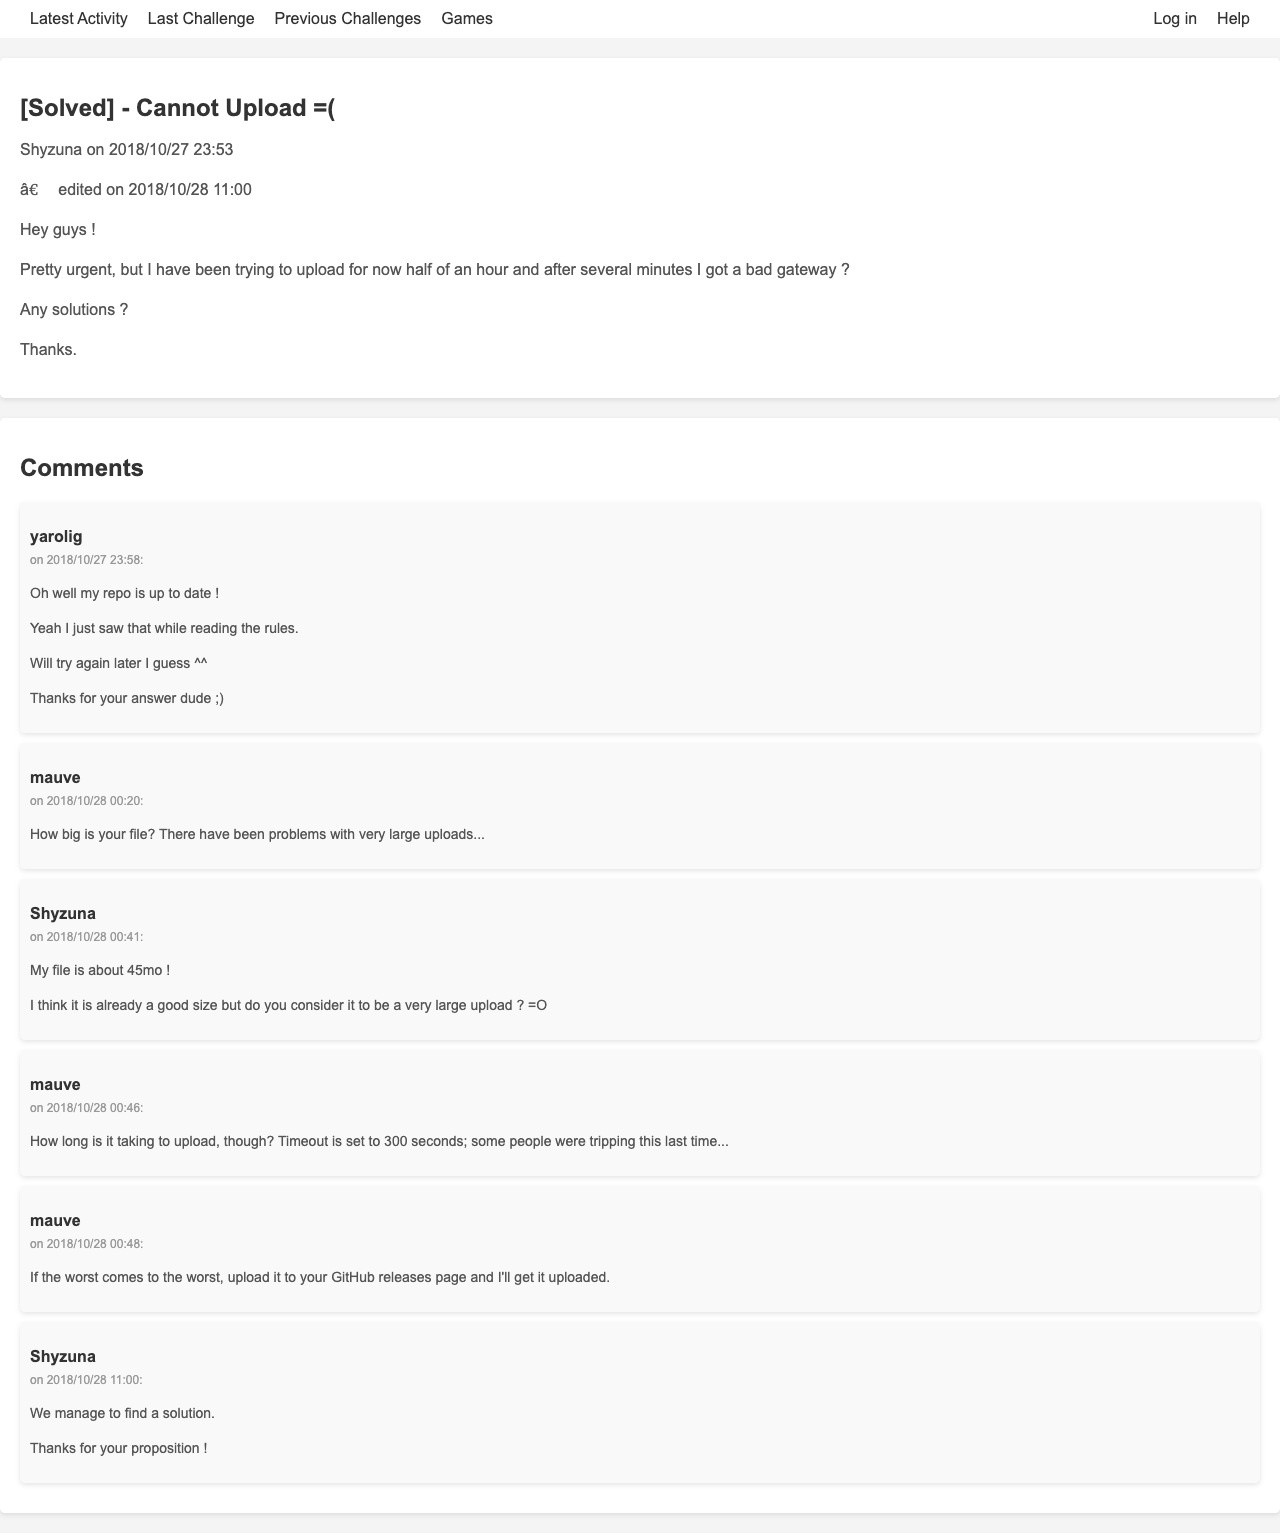 Latest Activity Last Challenge Previous Challenges Games Log in Help
[Solved] - Cannot Upload =(
Shyzuna on 2018/10/27 23:53
â€ edited on 2018/10/28 11:00
Hey guys !
Pretty urgent, but I have been trying to upload for now half of an hour and after several minutes I got a bad gateway ?
Any solutions ?
Thanks.
Comments
yarolig
on 2018/10/27 23:58:
Oh well my repo is up to date !
Yeah I just saw that while reading the rules.
Will try again later I guess ^^
Thanks for your answer dude ;)
mauve
on 2018/10/28 00:20:
How big is your file? There have been problems with very large uploads...
Shyzuna
on 2018/10/28 00:41:
My file is about 45mo !
I think it is already a good size but do you consider it to be a very large upload ? =O
mauve
on 2018/10/28 00:46:
How long is it taking to upload, though? Timeout is set to 300 seconds; some people were tripping this last time...
mauve
on 2018/10/28 00:48:
If the worst comes to the worst, upload it to your GitHub releases page and I'll get it uploaded.
Shyzuna
on 2018/10/28 11:00:
We manage to find a solution.
Thanks for your proposition !